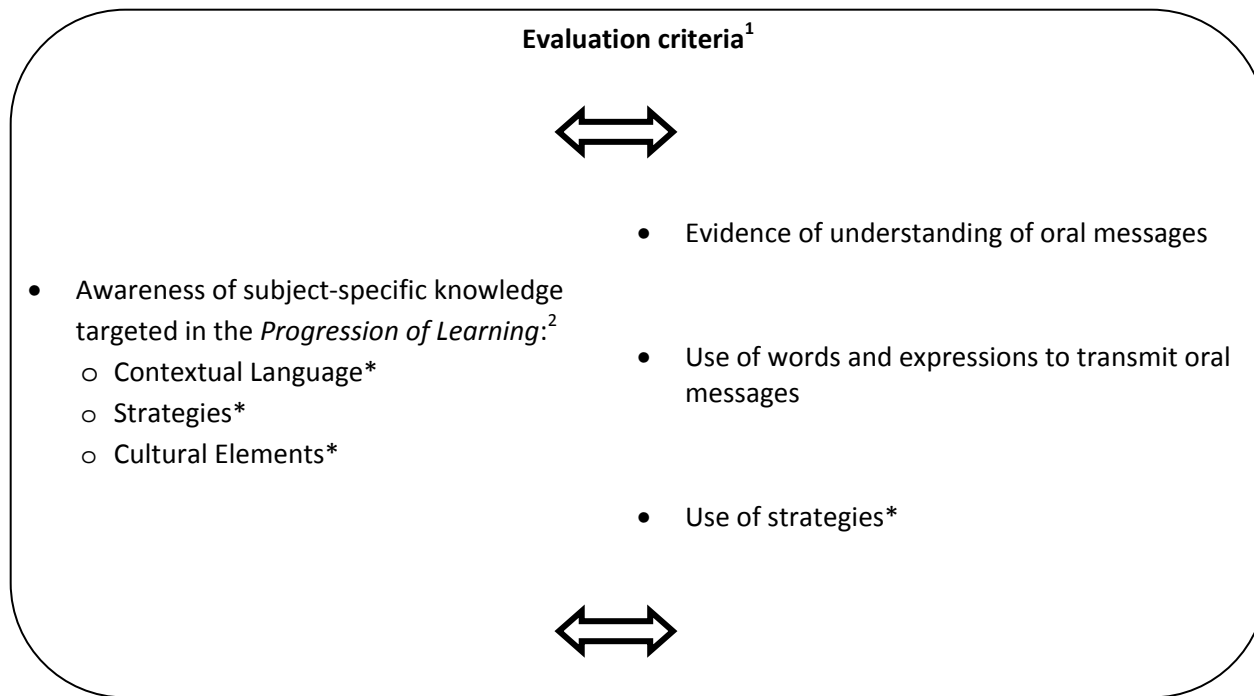 Evaluation criteria1
• Awareness of subject-specific knowledge
targeted in the Progression of Learning:2
o Contextual Language*
o Strategies*
o Cultural Elements*
• Evidence of understanding of oral messages
• Use of words and expressions to transmit oral
messages
• Use of strategies*